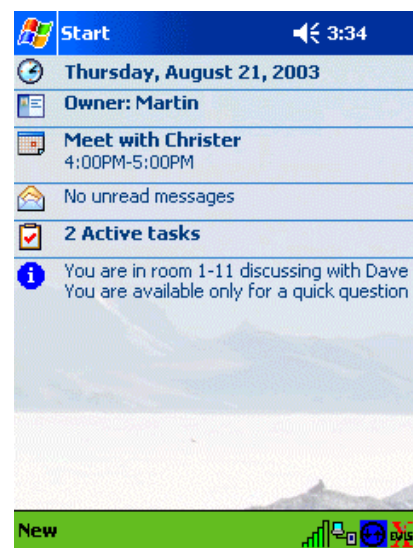 Start 3:34
Thursday, August 21, 2003
Owner: Martin
Meet with Christer
4:00PM-5:00PM
No unread messages
2 Active tasks
You are in room 1-11 discussing with Dave
You are available only for a quick question
New